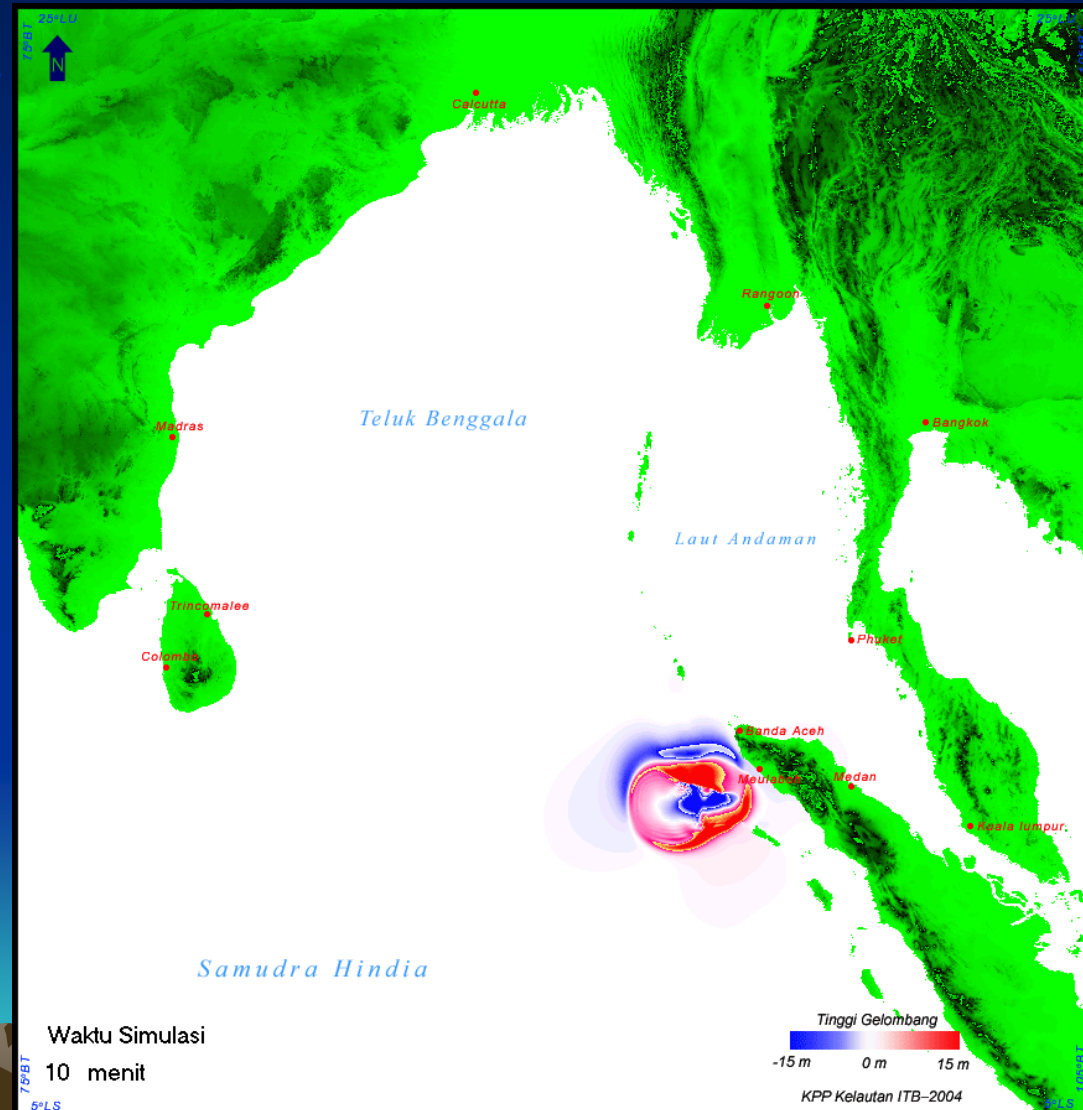 25°LU
25°LU
75°BT
N
Calcutta
Rangoon
Teluk Benggala
Madras
Bangkok
Laut Andaman
Trincomalee
Phuket
Colombo
Banda Aceh
Meulaboh
Medan
Kuala lumpur
Samudra Hindia
Waktu Simulasi
10 menit
Tinggi Gelombang
-15 m 0 m 15 m
KPP Kelautan ITB-2004
75°BT
105°BT
5°LS
5°LS